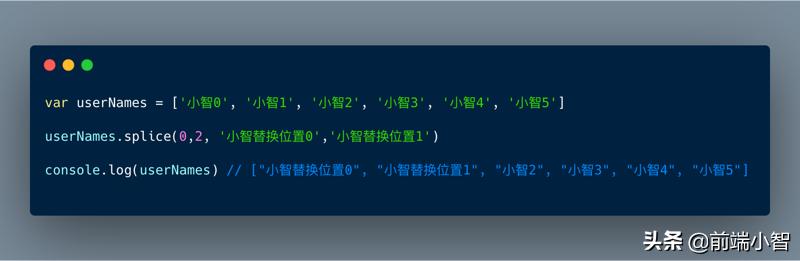 var userNames = ['小智0', '小智1', '小智2', '小智3', '小智4', '小智5']
userNames.splice(0,2, '小智替换位置0','小智替换位置1')
console.log(userNames) // ["小智替换位置0", "小智替换位置1", "小智2", "小智3", "小智4", "小智5"]
头条 @前端小智